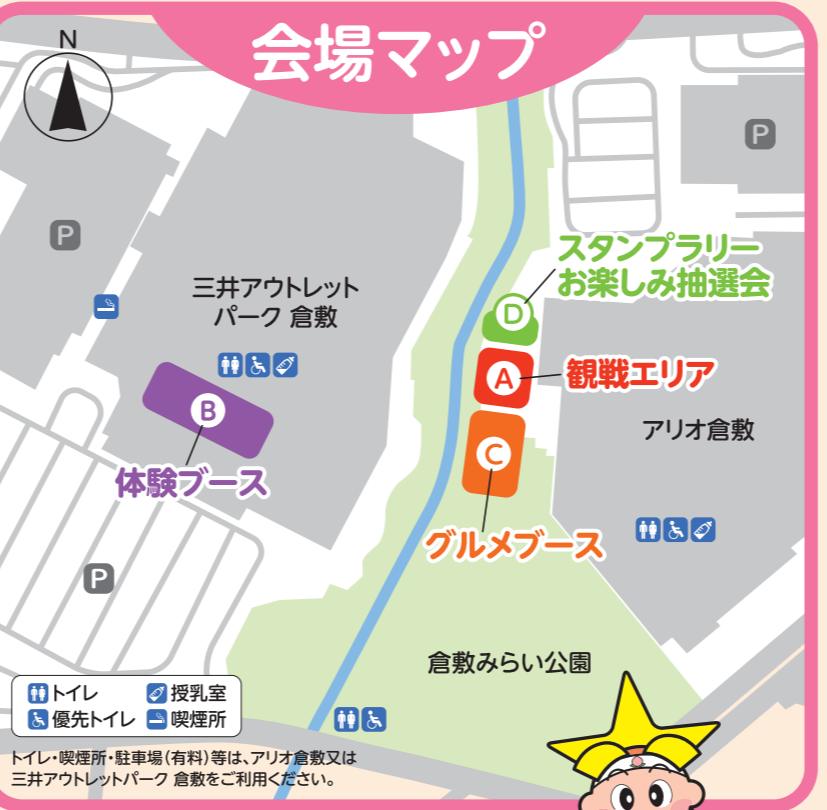 会場マップ
N
P
P
三井アウトレット
パーク 倉敷
スタンプラリー
お楽しみ抽選会
D
A
観戦エリア
B
アリオ倉敷
C
体験ブース
グルメブース
P
倉敷みらい公園
トイレ
授乳室
優先トイレ
喫煙所
トイレ・喫煙所・駐車場(有料)等は、アリオ倉敷又は
三井アウトレットパーク 倉敷をご利用ください。